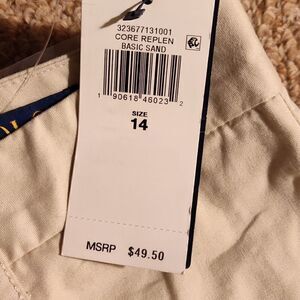 323677131001
CORE REPLEN
BASIC SAND
1 90618 46023 2
SIZE
14
MSRP $49.50